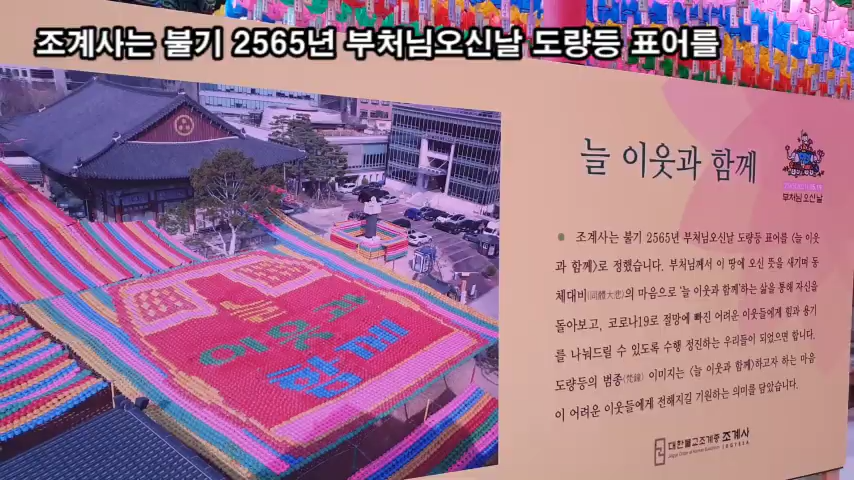 조계사는 불기 2565년 부처님오신날 도량등 표어를
늘 이웃과 함께
부처님 오신날
늘
이웃과
함께
● 조계사는 불기 2565년 부처님오신날 도량등 표어를 〈늘 이웃
과 함께〉로 정했습니다. 부처님께서 이 땅에 오신 뜻을 새기며 동
체대비(同體大悲)의 마음으로 '늘 이웃과 함께'하는 삶을 통해 자신을
돌아보고, 코로나19로 절망에 빠진 어려운 이웃들에게 힘과 용기
를 나눠드릴 수 있도록 수행 정진하는 우리들이 되었으면 합니다.
도량등의 범종(梵鐘) 이미지는 〈늘 이웃과 함께〉하고자 하는 마음
이 어려운 이웃들에게 전해지길 기원하는 의미를 담았습니다.
대한불교조계종 조계사
Jogye Order of Korean Buddhism JOGYESA